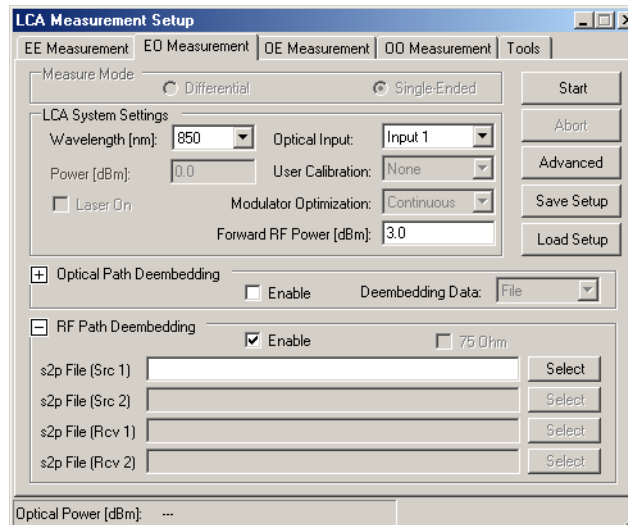 LCA Measurement Setup
EE Measurement EO Measurement OE Measurement OO Measurement Tools
Measure Mode
Differential Single-Ended Start
LCA System Settings
Wavelength [nm]: 850 Optical Input: Input 1 Abort
Power [dBm]: 0.0 User Calibration: None Advanced
Laser On Modulator Optimization: Continuous Save Setup
Forward RF Power [dBm]: 3.0 Load Setup
Optical Path Deembedding
Enable Deembedding Data: File
RF Path Deembedding
Enable 75 Ohm
s2p File (Src 1) Select
s2p File (Src 2) Select
s2p File (Rcv 1) Select
s2p File (Rcv 2) Select
Optical Power [dBm]: ---